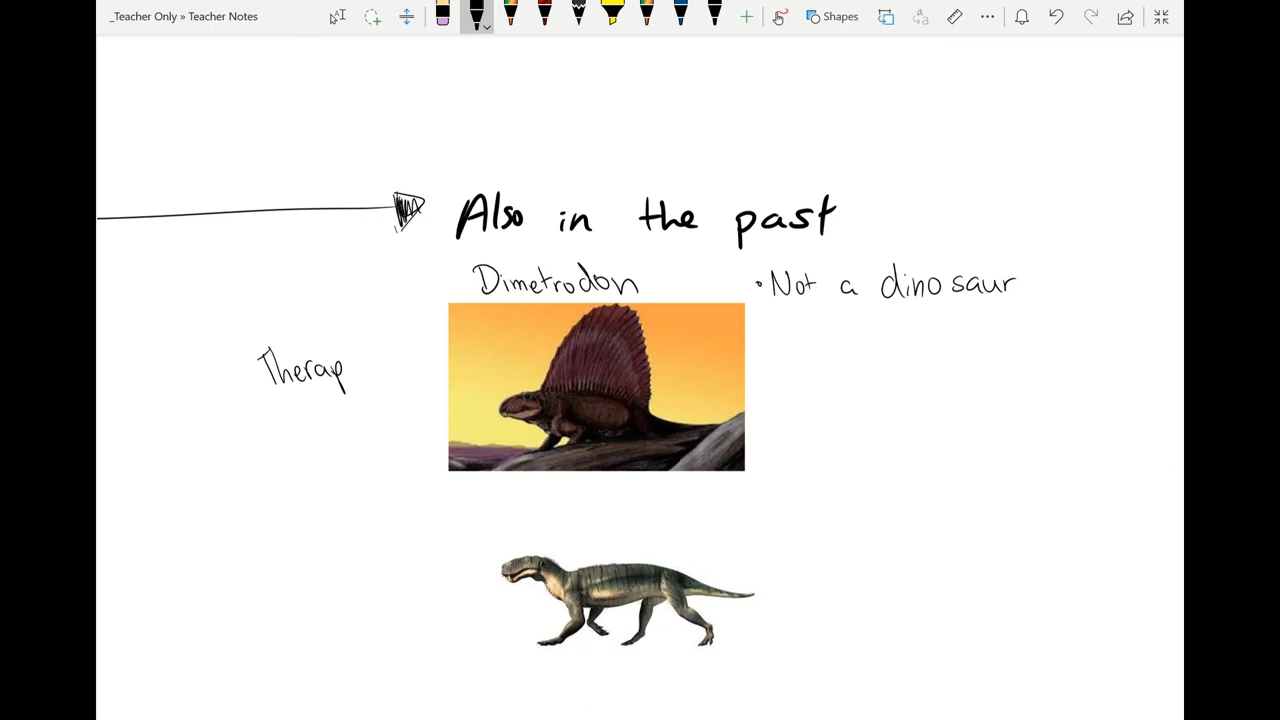 _Teacher Only » Teacher Notes
Shapes
Also in the past
Dimetrodon
• Not a dinosaur
Therap